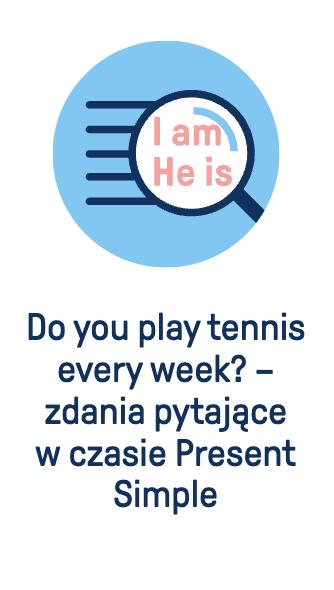 I am
He is
Do you play tennis
every week? –
zdania pytające
w czasie Present
Simple